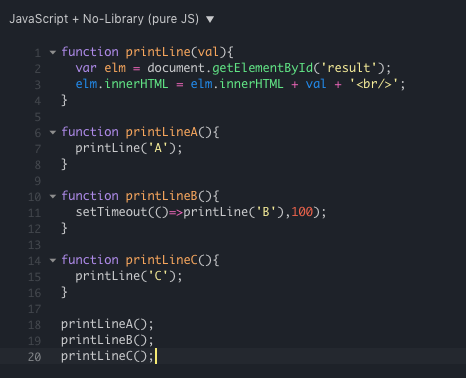 JavaScript + No-Library (pure JS) ▼
1 function printLine(val){
2   var elm = document.getElementById('result');
3   elm.innerHTML = elm.innerHTML + val + '<br/>';
4 }
5
6 function printLineA(){
7   printLine('A');
8 }
9
10 function printLineB(){
11   setTimeout(()=>printLine('B'),100);
12 }
13
14 function printLineC(){
15   printLine('C');
16 }
17
18 printLineA();
19 printLineB();
20 printLineC();